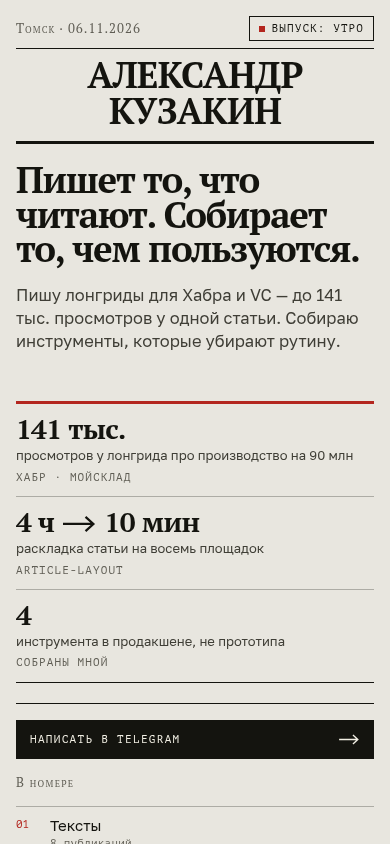 Томск · 06.11.2026
ВЫПУСК: УТРО
АЛЕКСАНДР
КУЗАКИН
Пишет то, что
читают. Собирает
то, чем пользуются.
Пишу лонгриды для Хабра и VC — до 141
тыс. просмотров у одной статьи. Собираю
инструменты, которые убирают рутину.
141 тыс.
просмотров у лонгрида про производство на 90 млн
ХАБР · МОЙСКЛАД
4 ч → 10 мин
раскладка статьи на восемь площадок
ARTICLE-LAYOUT
4
инструмента в продакшене, не прототипа
СОБРАНЫ МНОЙ
НАПИСАТЬ В TELEGRAM →
В номере
01 Тексты
8 публикаций